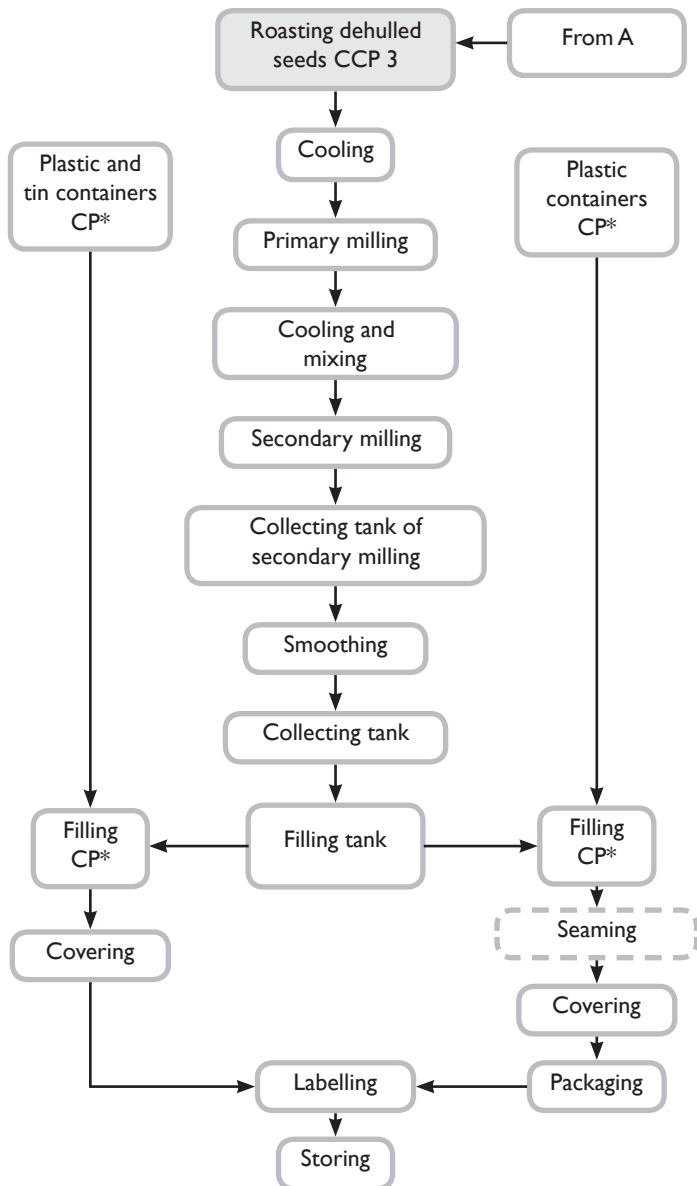 Roasting dehulled
seeds CCP 3
From A
Cooling
Plastic and
tin containers
CP*
Plastic
containers
CP*
Primary milling
Cooling and
mixing
Secondary milling
Collecting tank of
secondary milling
Smoothing
Collecting tank
Filling
CP*
Filling tank
Filling
CP*
Seaming
Covering
Covering
Labelling
Packaging
Storing